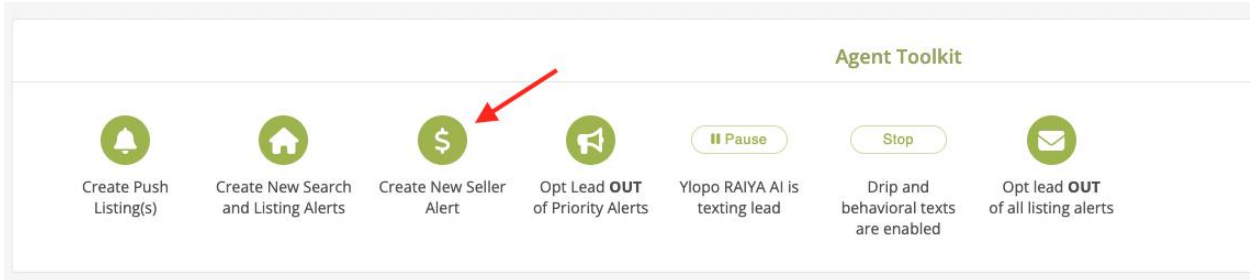 Agent Toolkit
II Pause
Stop
Create Push
Listing(s)
Create New Search
and Listing Alerts
$
Create New Seller
Alert
Opt Lead OUT
of Priority Alerts
Ylopo RAIYA AI is
texting lead
Drip and
behavioral texts
are enabled
Opt lead OUT
of all listing alerts